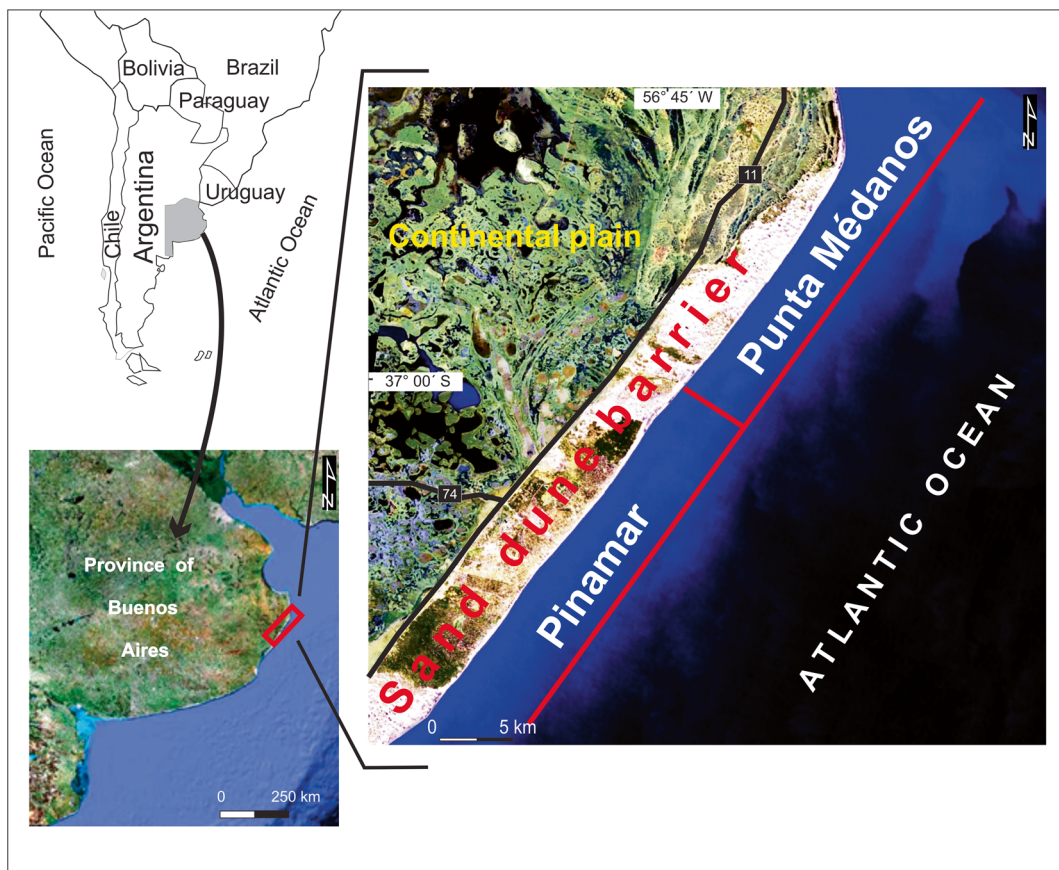 Bolivia
Brazil
Paraguay
Pacific Ocean
Chile
Argentina
Uruguay
Atlantic Ocean
Province of
Buenos
Aires
N
0 250 km
56° 45´ W
N
11
Continental plain
37° 00´ S
74
Sand dune barrier
Punta Médanos
Pinamar
ATLANTIC OCEAN
0 5 km